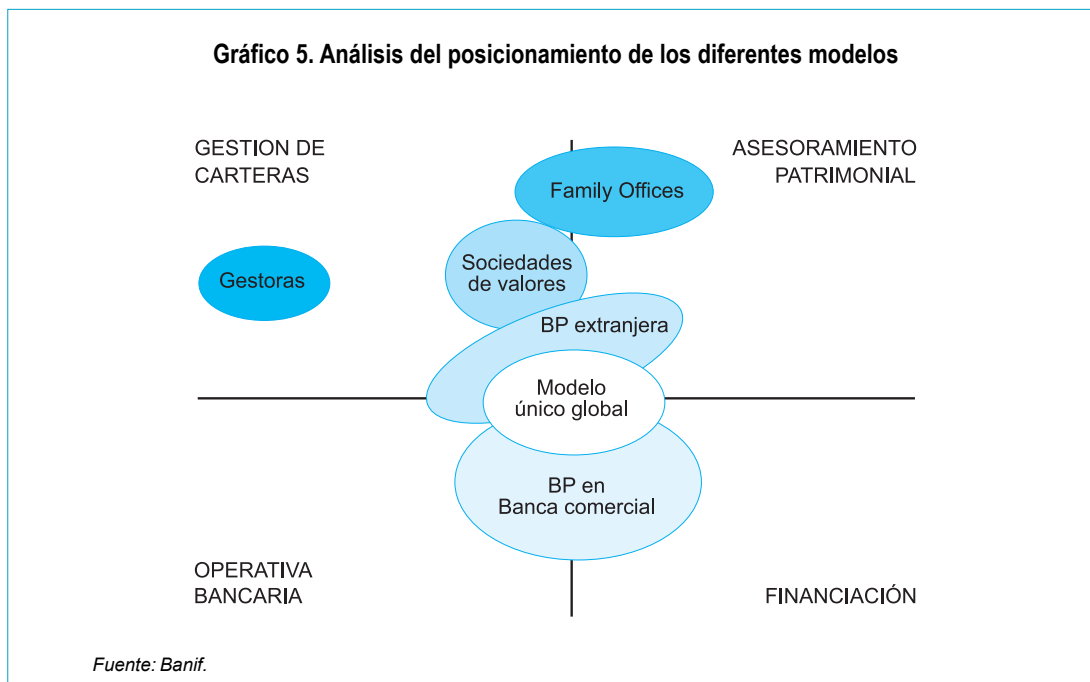 Gráfico 5. Análisis del posicionamiento de los diferentes modelos
GESTION DE
CARTERAS
ASESORAMIENTO
PATRIMONIAL
Family Offices
Sociedades
de valores
Gestoras
BP extranjera
Modelo
único global
BP en
Banca comercial
OPERATIVA
BANCARIA
FINANCIACIÓN
Fuente: Banif.